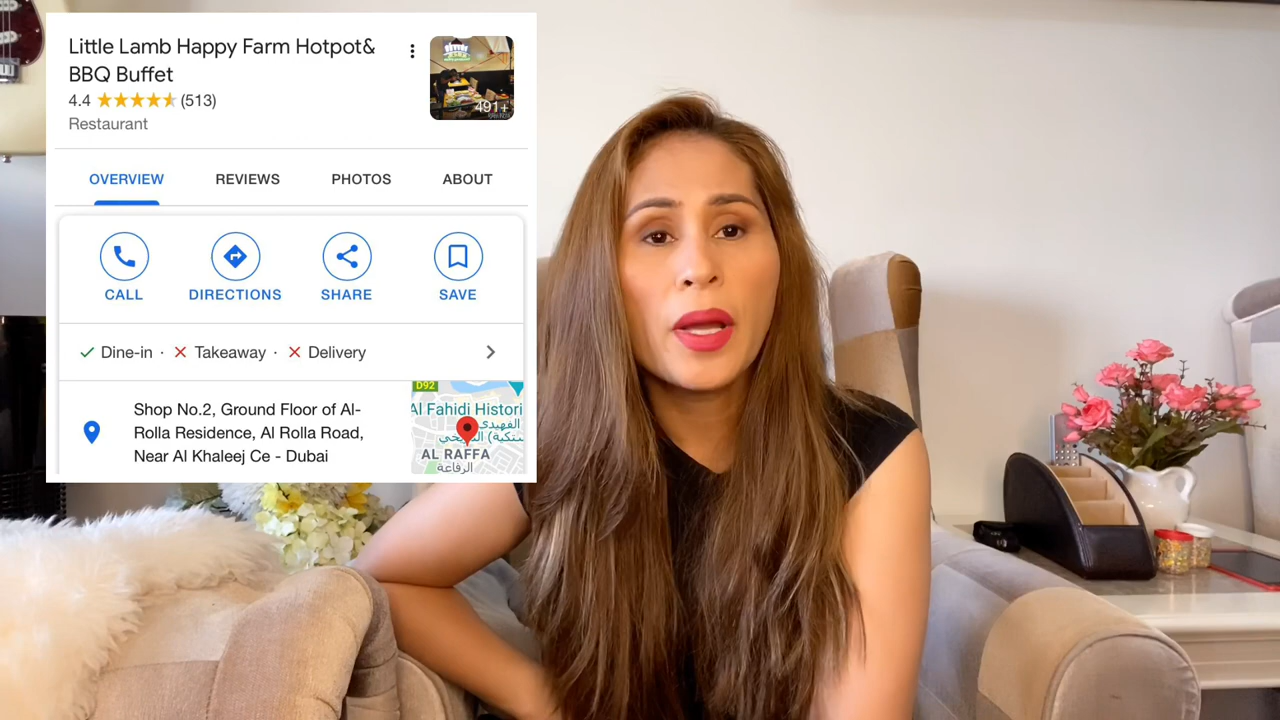 Little Lamb Happy Farm Hotpot&
BBQ Buffet
4.4 (513)
Restaurant
491+
OVERVIEW REVIEWS PHOTOS ABOUT
CALL DIRECTIONS SHARE SAVE
Dine-in · Takeaway · Delivery
Shop No.2, Ground Floor of Al-
Rolla Residence, Al Rolla Road,
Near Al Khaleej Ce - Dubai
D92
Al Fahidi Histori
الفهيدي
AL RAFFA
الرفاعة